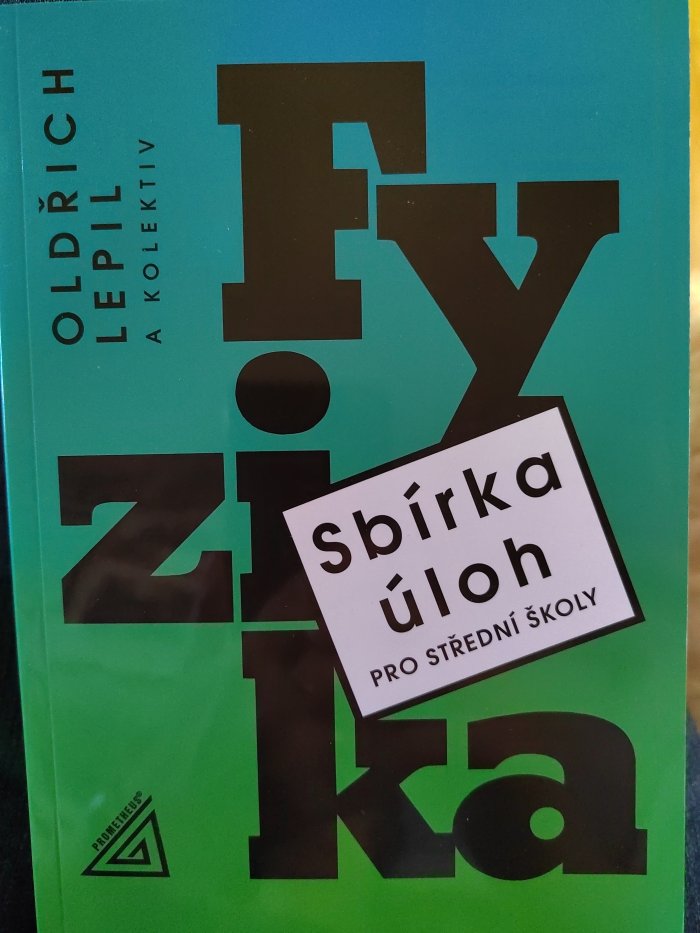 OLDŘICH
LEPIL
A KOLEKTIV
Fy
zi
ka
Sbírka
úloh
PRO STŘEDNÍ ŠKOLY
PROMETHEUS®